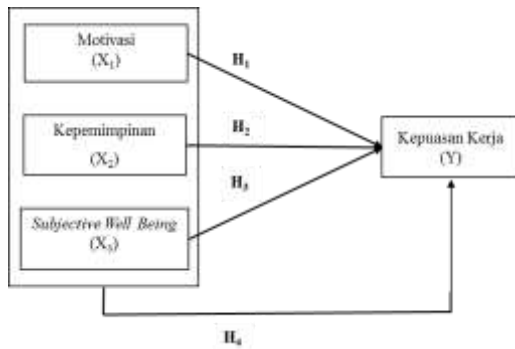 Motivasi
(X₁)
H₁
Kepemimpinan
(X₂)
H₂
Kepuasan Kerja
(Y)
H₃
Subjective Well Being
(X₃)
H₄